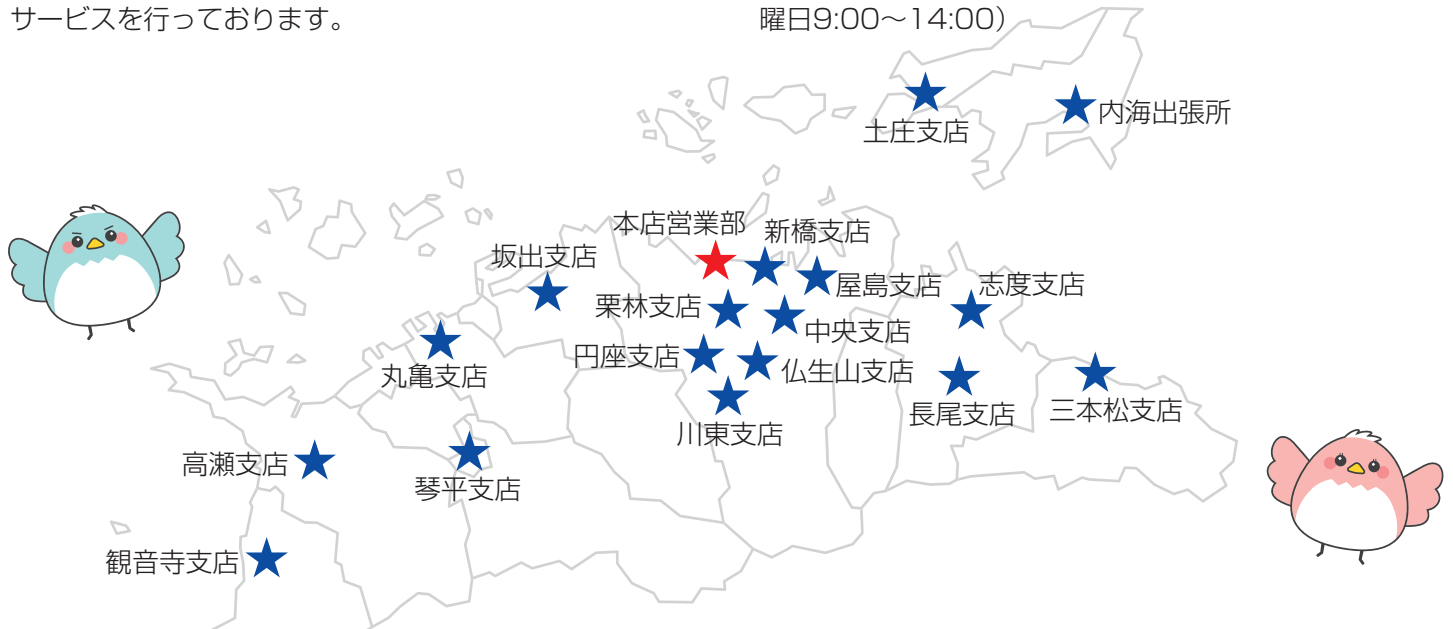 サービスを行っております。
曜日9:00～14:00）
土庄支店
内海出張所
本店営業部
新橋支店
坂出支店
屋島支店
志度支店
栗林支店
中央支店
円座支店
仏生山支店
丸亀支店
長尾支店
三本松支店
川東支店
高瀬支店
琴平支店
観音寺支店